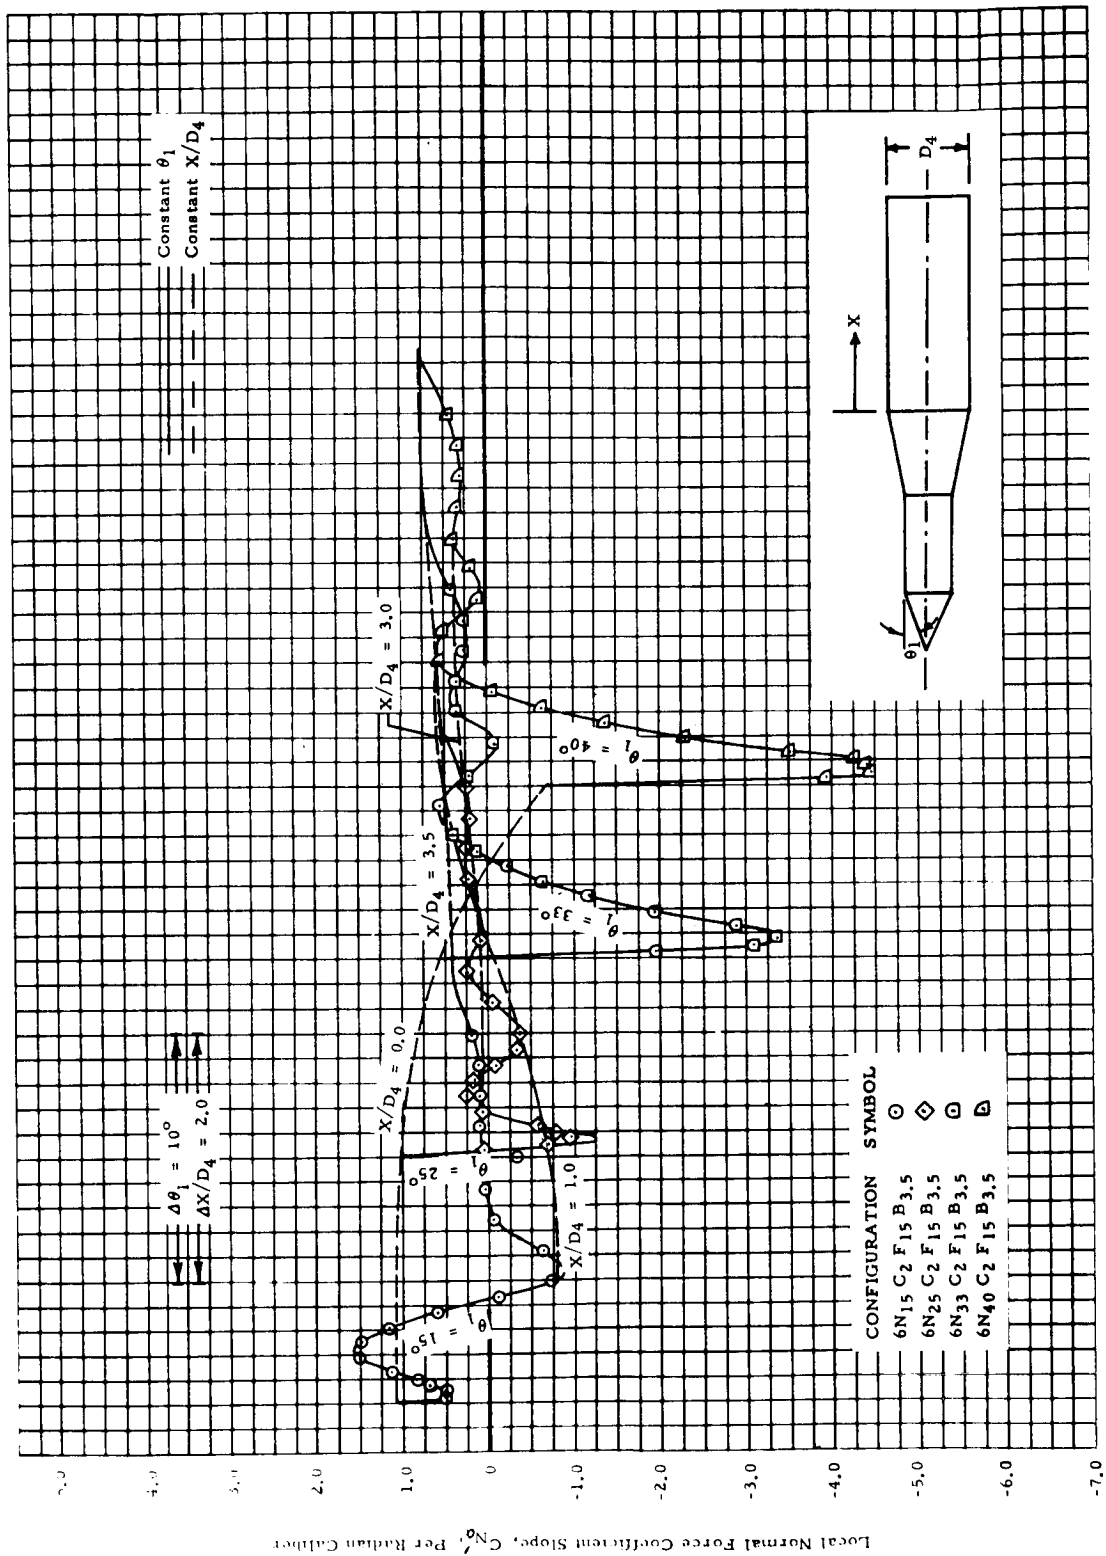 Constant θ1
Constant X/D4
Δθ1 = 10°
ΔX/D4 = 2.0
2.0
1.0
0
-1.0
-2.0
-3.0
-4.0
-5.0
-6.0
-7.0
Local Normal Force Coefficient Slope, CNα', Per Radian Caliber
X/D4 = 0.0
X/D4 = 3.5
X/D4 = 3.0
X/D4 = 1.0
θ1 = 15°
θ1 = 25°
θ1 = 33°
θ1 = 40°
CONFIGURATION SYMBOL
6N15 C2 F15 B3.5
6N25 C2 F15 B3.5
6N33 C2 F15 B3.5
6N40 C2 F15 B3.5
X
D4
θ1